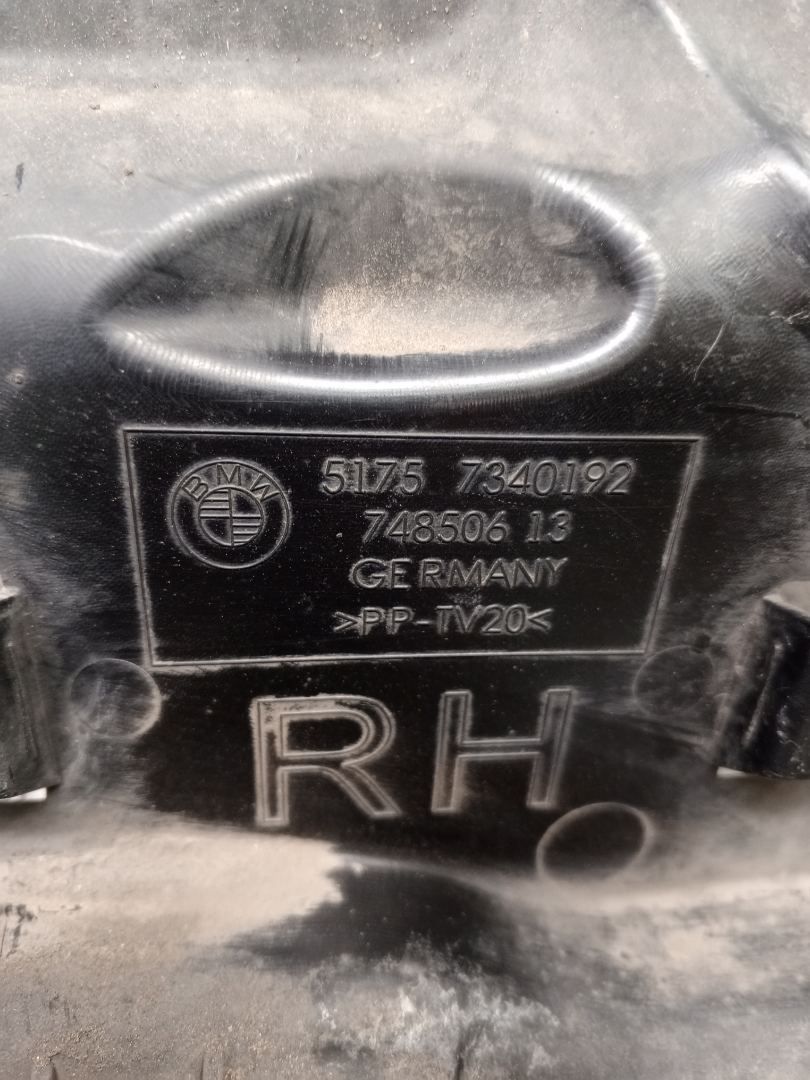 BMW
5175 7340192
748506 13
GERMANY
>PP-TV20<
RH